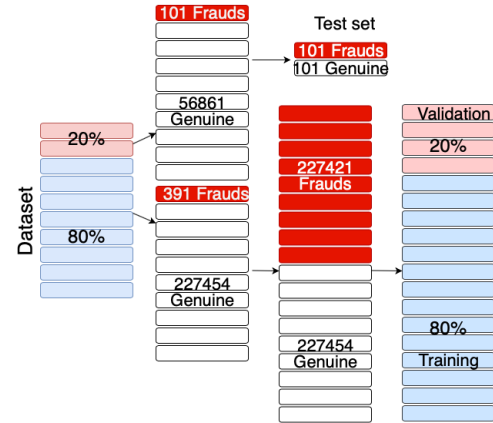 Dataset
20%
80%
101 Frauds
56861
Genuine
391 Frauds
227454
Genuine
Test set
101 Frauds
101 Genuine
227421
Frauds
227454
Genuine
Validation
20%
80%
Training